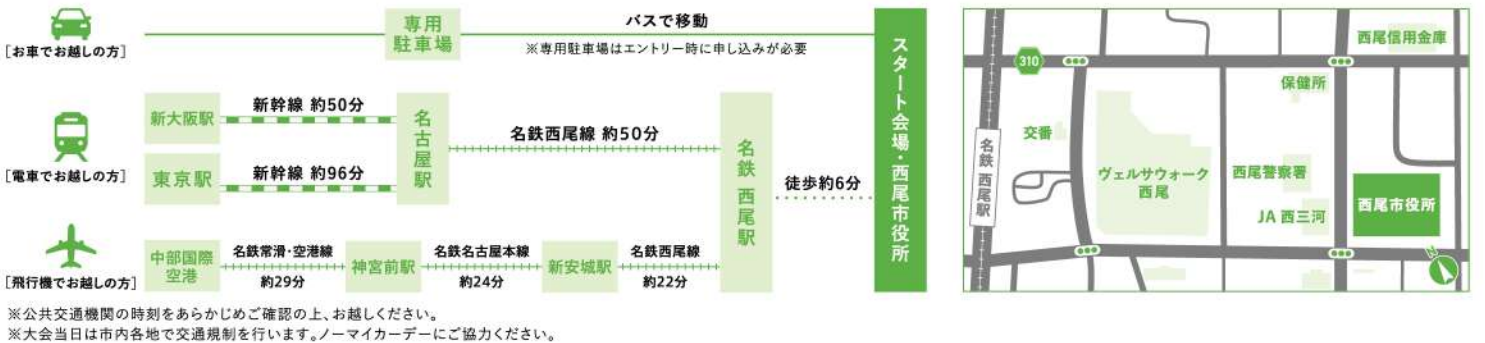 [お車でお越しの方]
専用
駐車場
バスで移動
※専用駐車場はエントリー時に申し込みが必要
[電車でお越しの方]
新大阪駅
新幹線 約50分
東京駅
新幹線 約96分
名古屋駅
名鉄西尾線 約50分
名鉄 西尾駅
徒歩約6分
スタート会場・西尾市役所
[飛行機でお越しの方]
中部国際
空港
名鉄常滑・空港線
約29分
神宮前駅
名鉄名古屋本線
約24分
新安城駅
名鉄西尾線
約22分
※公共交通機関の時刻をあらかじめご確認の上、お越しください。
※大会当日は市内各地で交通規制を行います。ノーマイカーデーにご協力ください。
310
西尾信用金庫
保健所
交番
名鉄 西尾駅
ヴェルサウォーク
西尾
西尾警察署
JA 西三河
西尾市役所
N